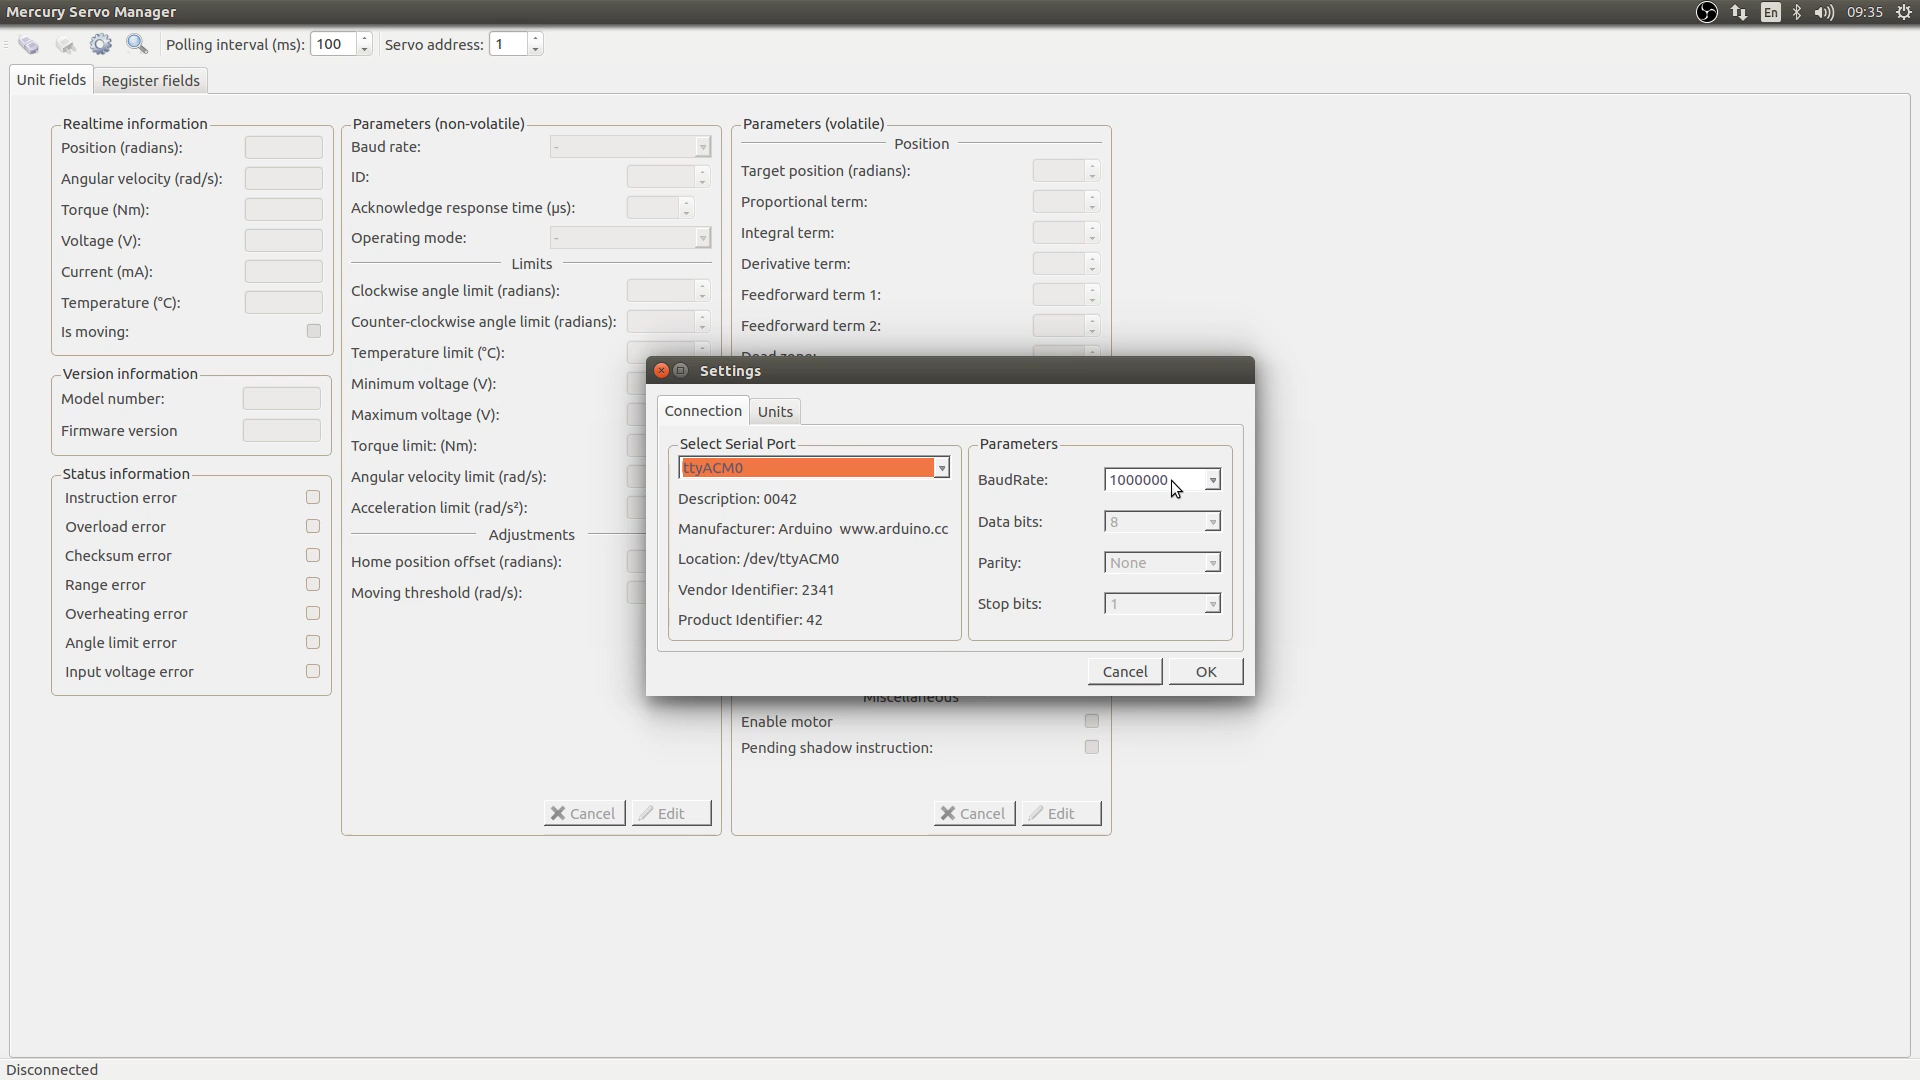 Mercury Servo Manager
En
09:35
Polling interval (ms): 100
Servo address: 1
Unit fields
Register fields
Realtime information
Position (radians):
Angular velocity (rad/s):
Torque (Nm):
Voltage (V):
Current (mA):
Temperature (°C):
Is moving:
Version information
Model number:
Firmware version
Status information
Instruction error
Overload error
Checksum error
Range error
Overheating error
Angle limit error
Input voltage error
Parameters (non-volatile)
Baud rate: -
ID:
Acknowledge response time (µs):
Operating mode: -
Limits
Clockwise angle limit (radians):
Counter-clockwise angle limit (radians):
Temperature limit (°C):
Minimum voltage (V):
Maximum voltage (V):
Torque limit: (Nm):
Angular velocity limit (rad/s):
Acceleration limit (rad/s²):
Adjustments
Home position offset (radians):
Moving threshold (rad/s):
Cancel
Edit
Parameters (volatile)
Position
Target position (radians):
Proportional term:
Integral term:
Derivative term:
Feedforward term 1:
Feedforward term 2:
Settings
Connection
Units
Select Serial Port
ttyACM0
Description: 0042
Manufacturer: Arduino www.arduino.cc
Location: /dev/ttyACM0
Vendor Identifier: 2341
Product Identifier: 42
Parameters
BaudRate: 1000000
Data bits: 8
Parity: None
Stop bits: 1
Cancel
OK
Miscellaneous
Enable motor
Pending shadow instruction:
Cancel
Edit
Disconnected